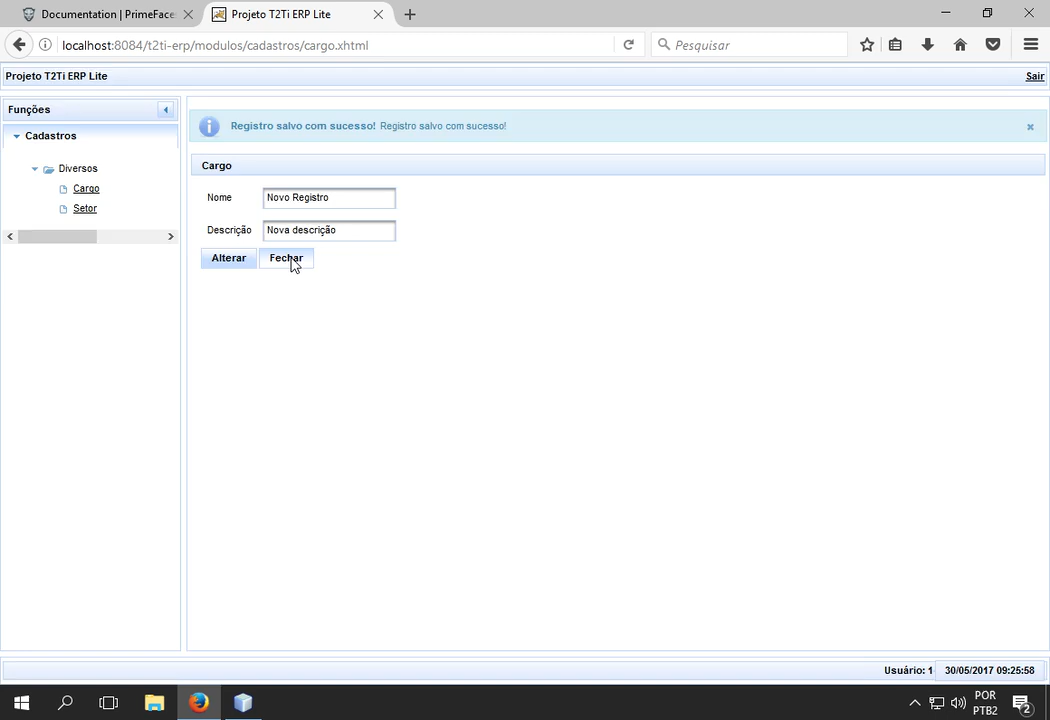 Documentation | PrimeFace
Projeto T2Ti ERP Lite
localhost:8084/t2ti-erp/modulos/cadastros/cargo.xhtml
Pesquisar
Projeto T2Ti ERP Lite
Sair
Funções
Cadastros
Diversos
Cargo
Setor
Registro salvo com sucesso! Registro salvo com sucesso!
Cargo
Nome
Novo Registro
Descrição
Nova descrição
Alterar
Fechar
Usuário: 1
30/05/2017 09:25:58
POR
PTB2
2